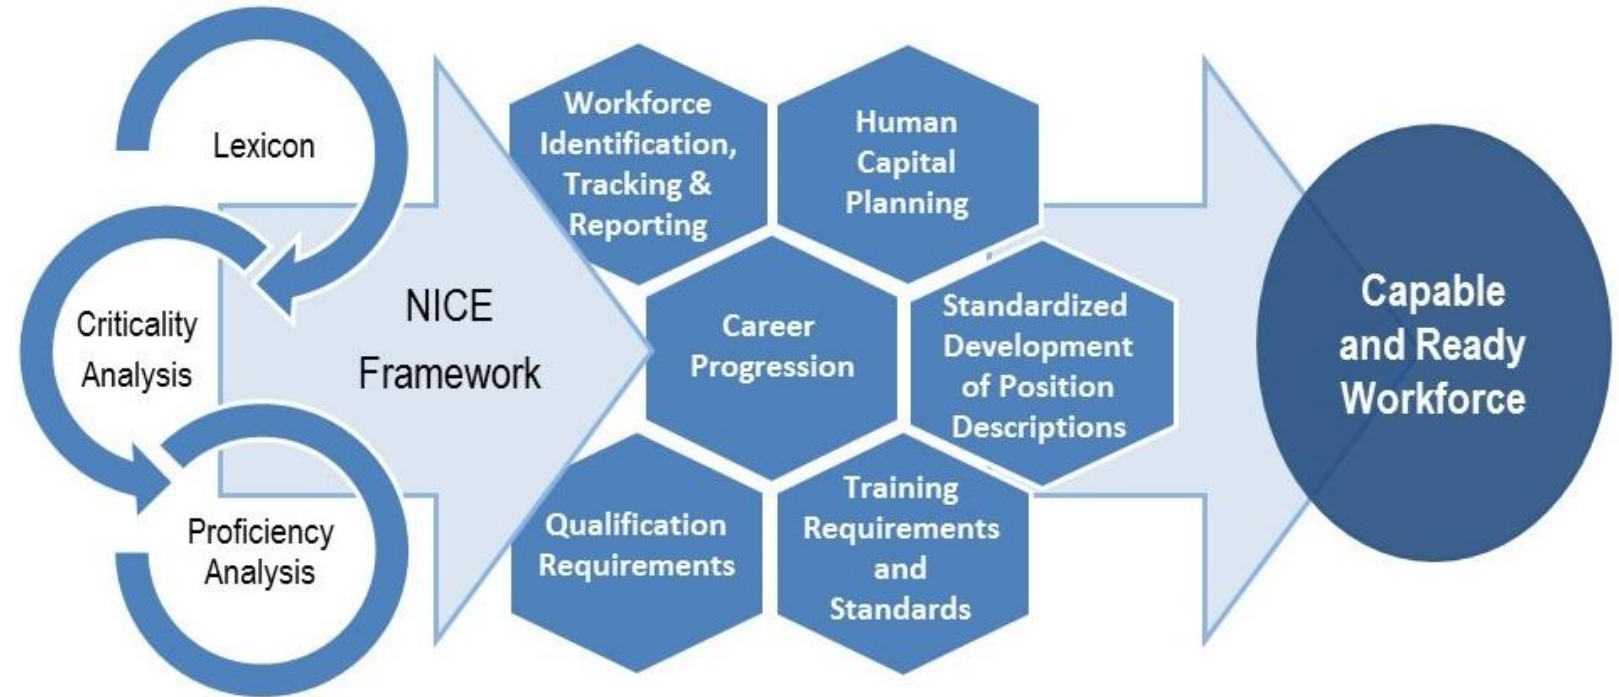 Lexicon
Criticality
Analysis
Proficiency
Analysis
NICE
Framework
Workforce
Identification,
Tracking &
Reporting
Human
Capital
Planning
Career
Progression
Standardized
Development
of Position
Descriptions
Qualification
Requirements
Training
Requirements
and
Standards
Capable
and Ready
Workforce